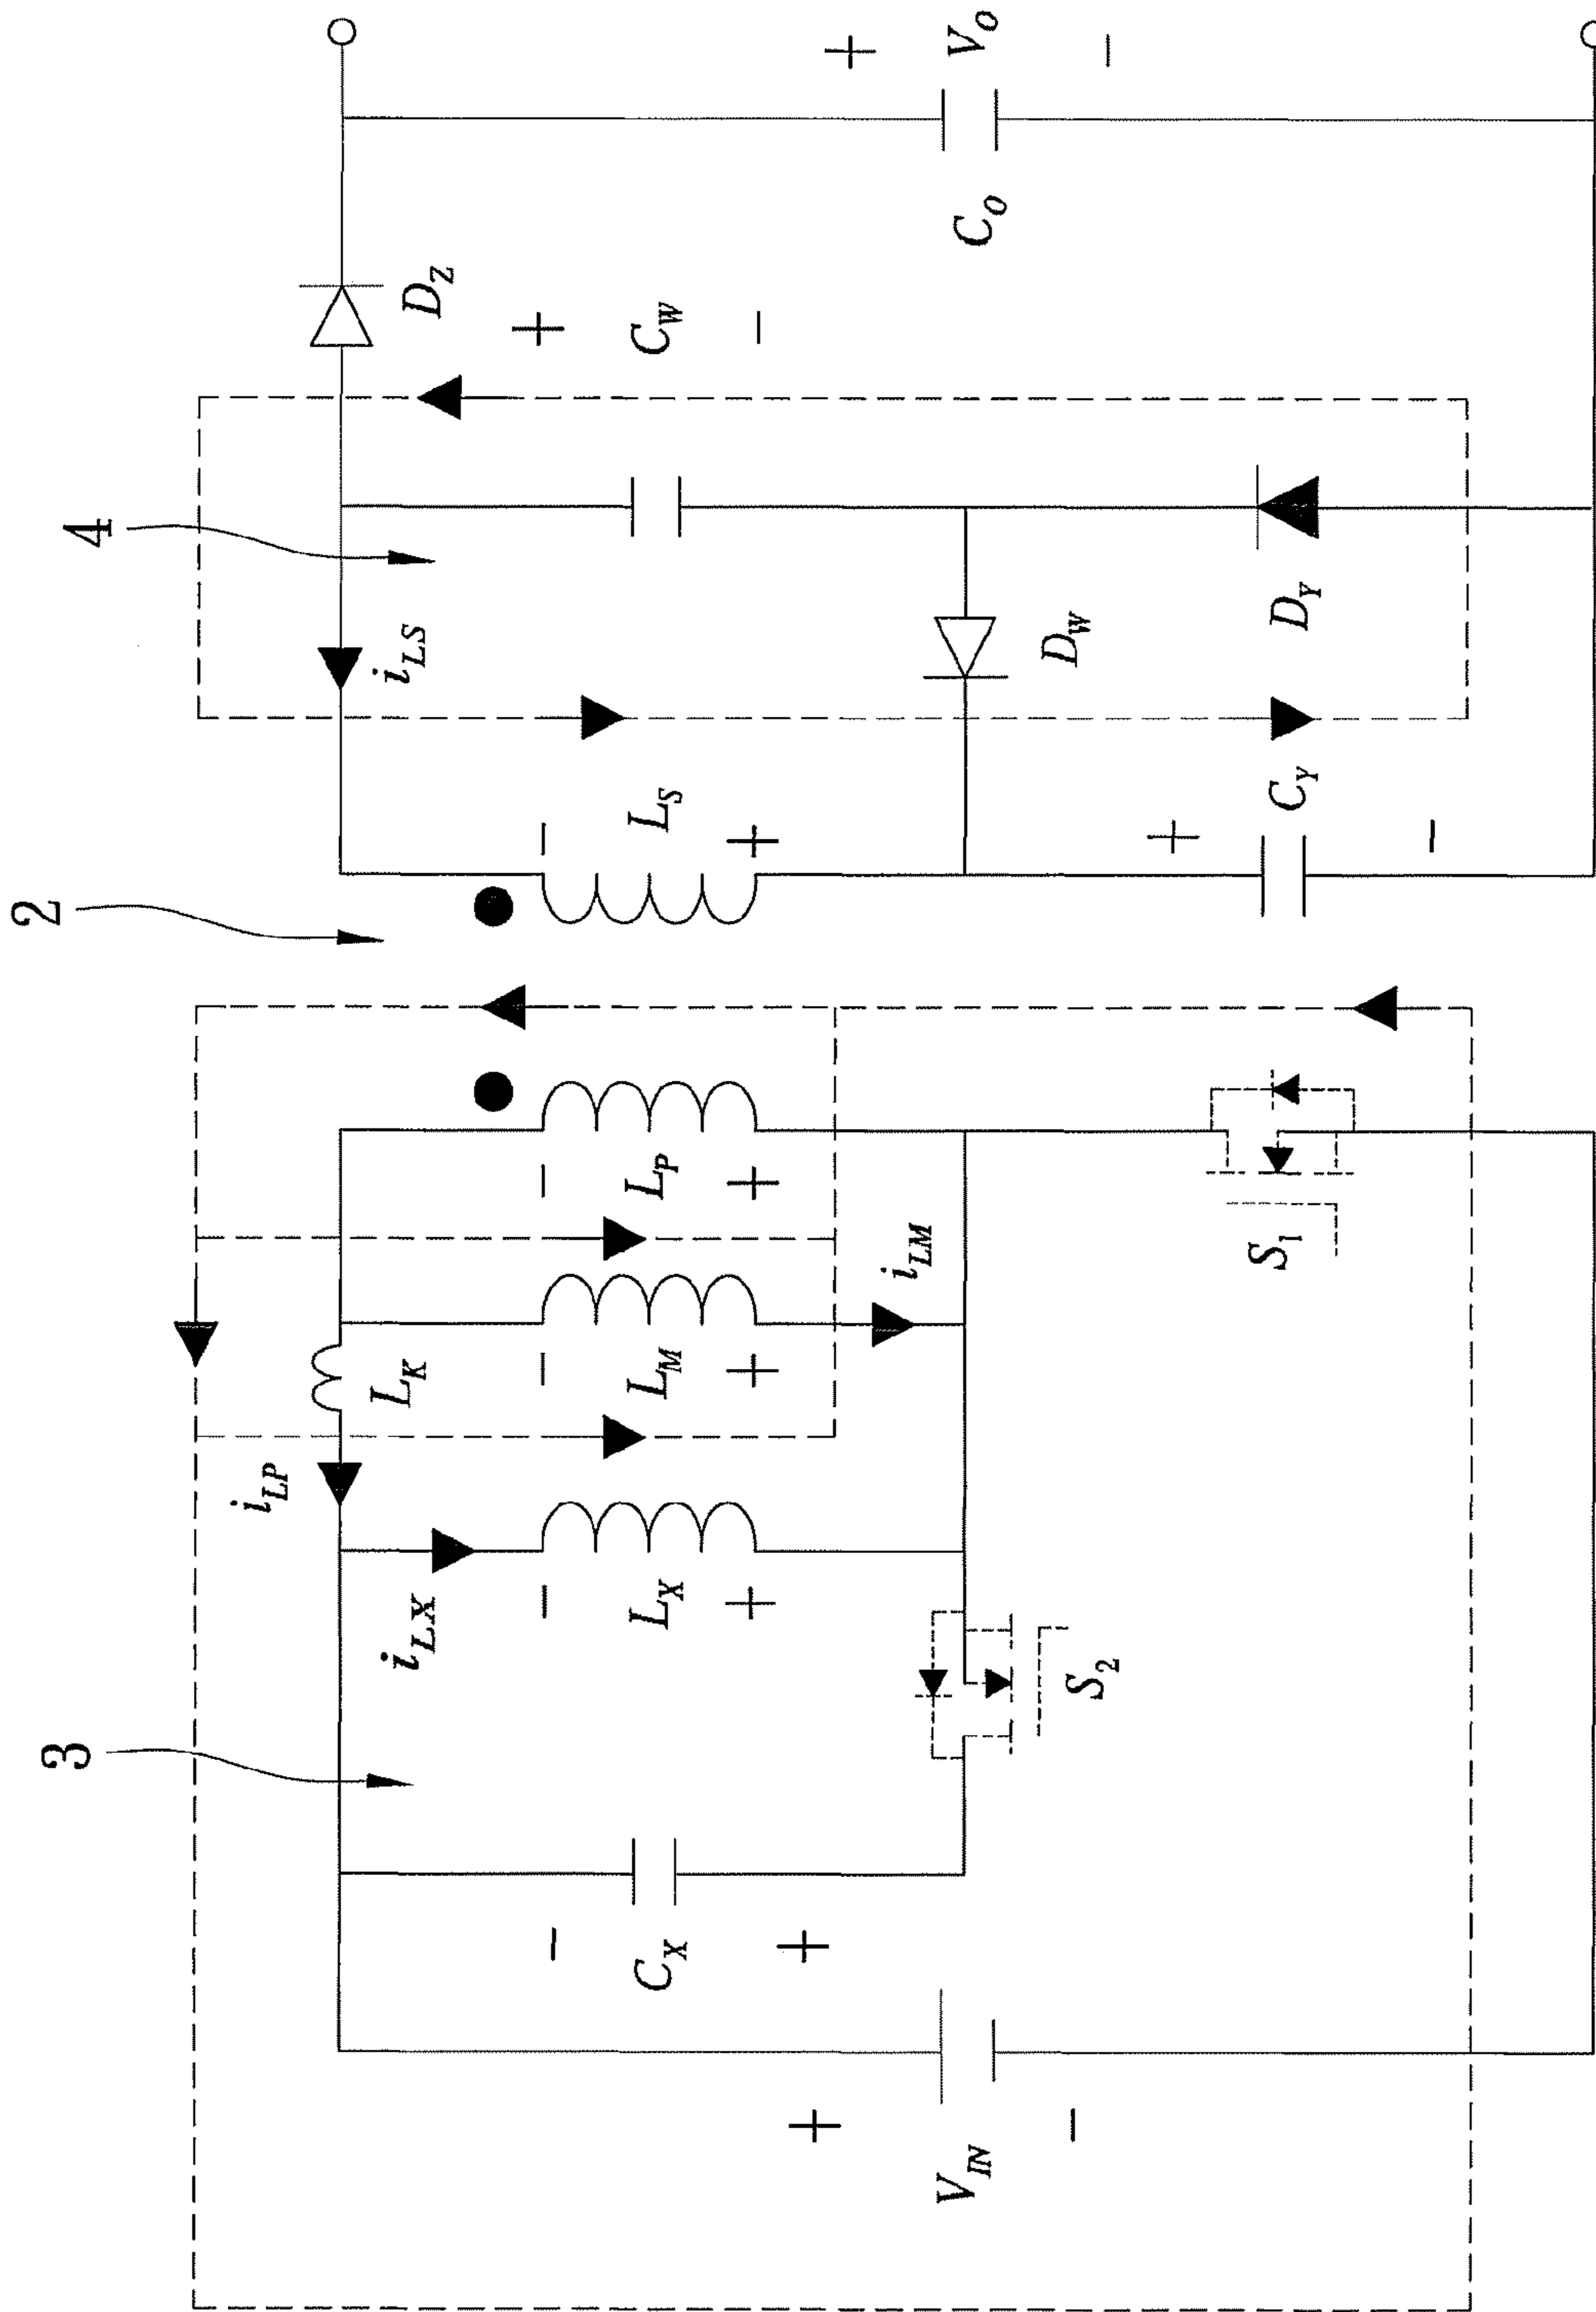 2
3
4
i_LP
i_LX
i_LM
i_LS
L_K
L_X
L_M
L_P
L_S
C_X
V_IN
S_2
S_1
C_Y
D_W
D_Y
C_W
D_Z
C_O
V_O
+ −
− +
− +
− +
− +
− +
+ −
+ −
+ −